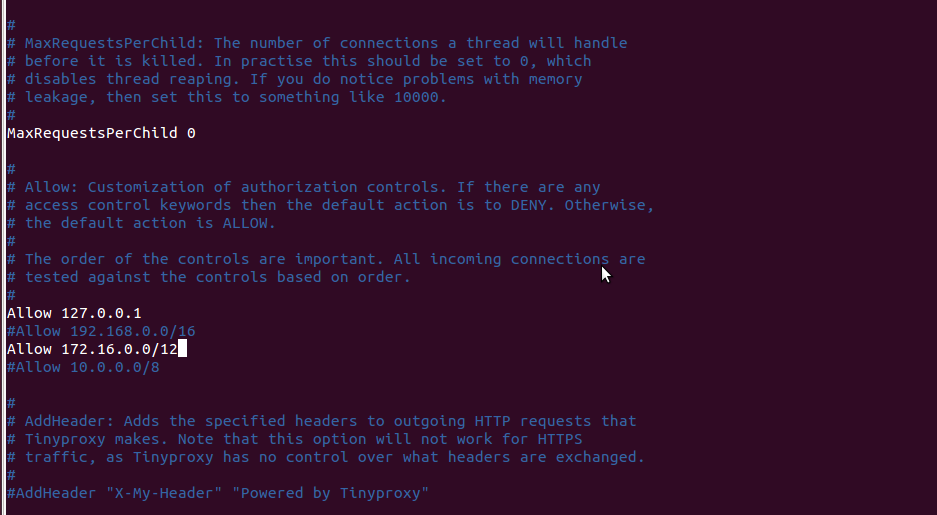 #
# MaxRequestsPerChild: The number of connections a thread will handle
# before it is killed. In practise this should be set to 0, which
# disables thread reaping. If you do notice problems with memory
# leakage, then set this to something like 10000.
#
MaxRequestsPerChild 0
#
# Allow: Customization of authorization controls. If there are any
# access control keywords then the default action is to DENY. Otherwise,
# the default action is ALLOW.
#
# The order of the controls are important. All incoming connections are
# tested against the controls based on order.
#
Allow 127.0.0.1
#Allow 192.168.0.0/16
Allow 172.16.0.0/12
#Allow 10.0.0.0/8
#
# AddHeader: Adds the specified headers to outgoing HTTP requests that
# Tinyproxy makes. Note that this option will not work for HTTPS
# traffic, as Tinyproxy has no control over what headers are exchanged.
#
#AddHeader "X-My-Header" "Powered by Tinyproxy"